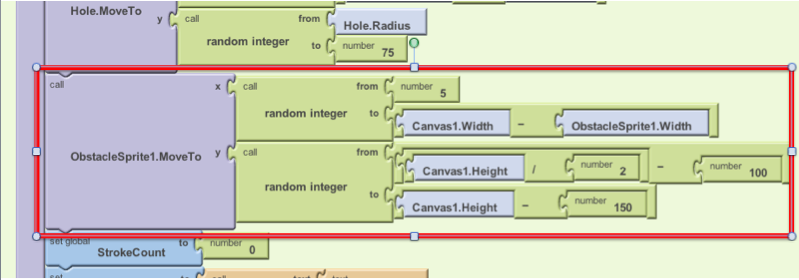 Hole.MoveTo
y call from Hole.Radius
random integer to number 75
call x call from number 5
random integer to Canvas1.Width - ObstacleSprite1.Width
ObstacleSprite1.MoveTo y call from Canvas1.Height / number 2 - number 100
random integer to Canvas1.Height - number 150
set global to number 0
StrokeCount
set call text text